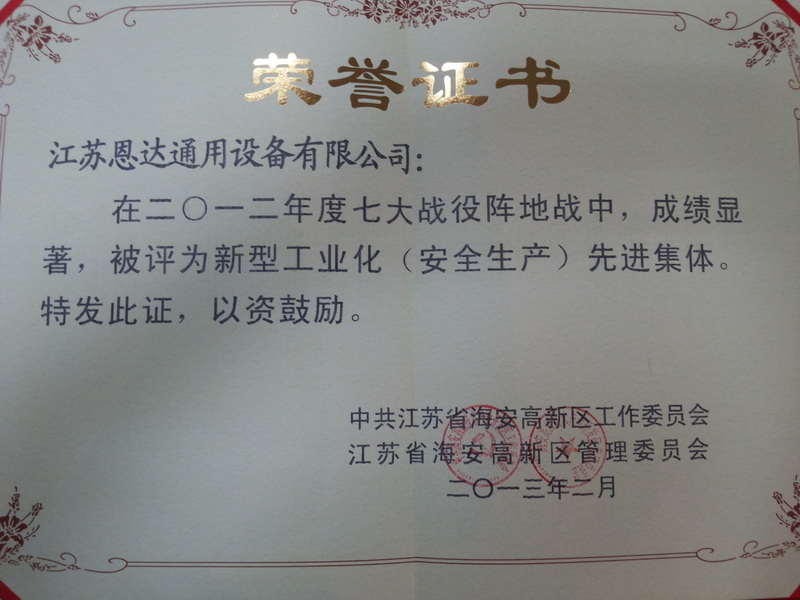 荣誉证书
江苏恩达通用设备有限公司：
在二〇一二年度七大战役阵地战中，成绩显
著，被评为新型工业化（安全生产）先进集体。
特发此证，以资鼓励。
中共江苏省海安高新区工作委员会
江苏省海安高新区管理委员会
二〇一三年二月